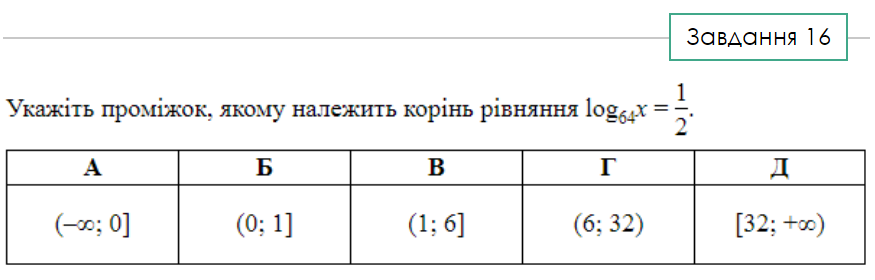 Завдання 16
Укажіть проміжок, якому належить корінь рівняння log₆₄x = 1/2.
А Б В Г Д
(–∞; 0] (0; 1] (1; 6] (6; 32) [32; +∞)